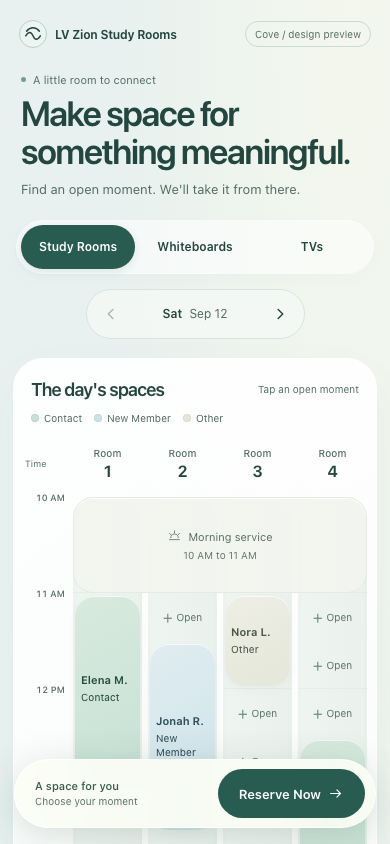 LV Zion Study Rooms
Cove / design preview
A little room to connect
Make space for
something meaningful.
Find an open moment. We'll take it from there.
Study Rooms
Whiteboards
TVs
Sat Sep 12
The day's spaces
Tap an open moment
Contact
New Member
Other
Time
Room
1
Room
2
Room
3
Room
4
10 AM
Morning service
10 AM to 11 AM
11 AM
Elena M.
Contact
+ Open
Nora L.
Other
+ Open
+ Open
12 PM
Jonah R.
New
Member
+ Open
+ Open
A space for you
Choose your moment
Reserve Now →